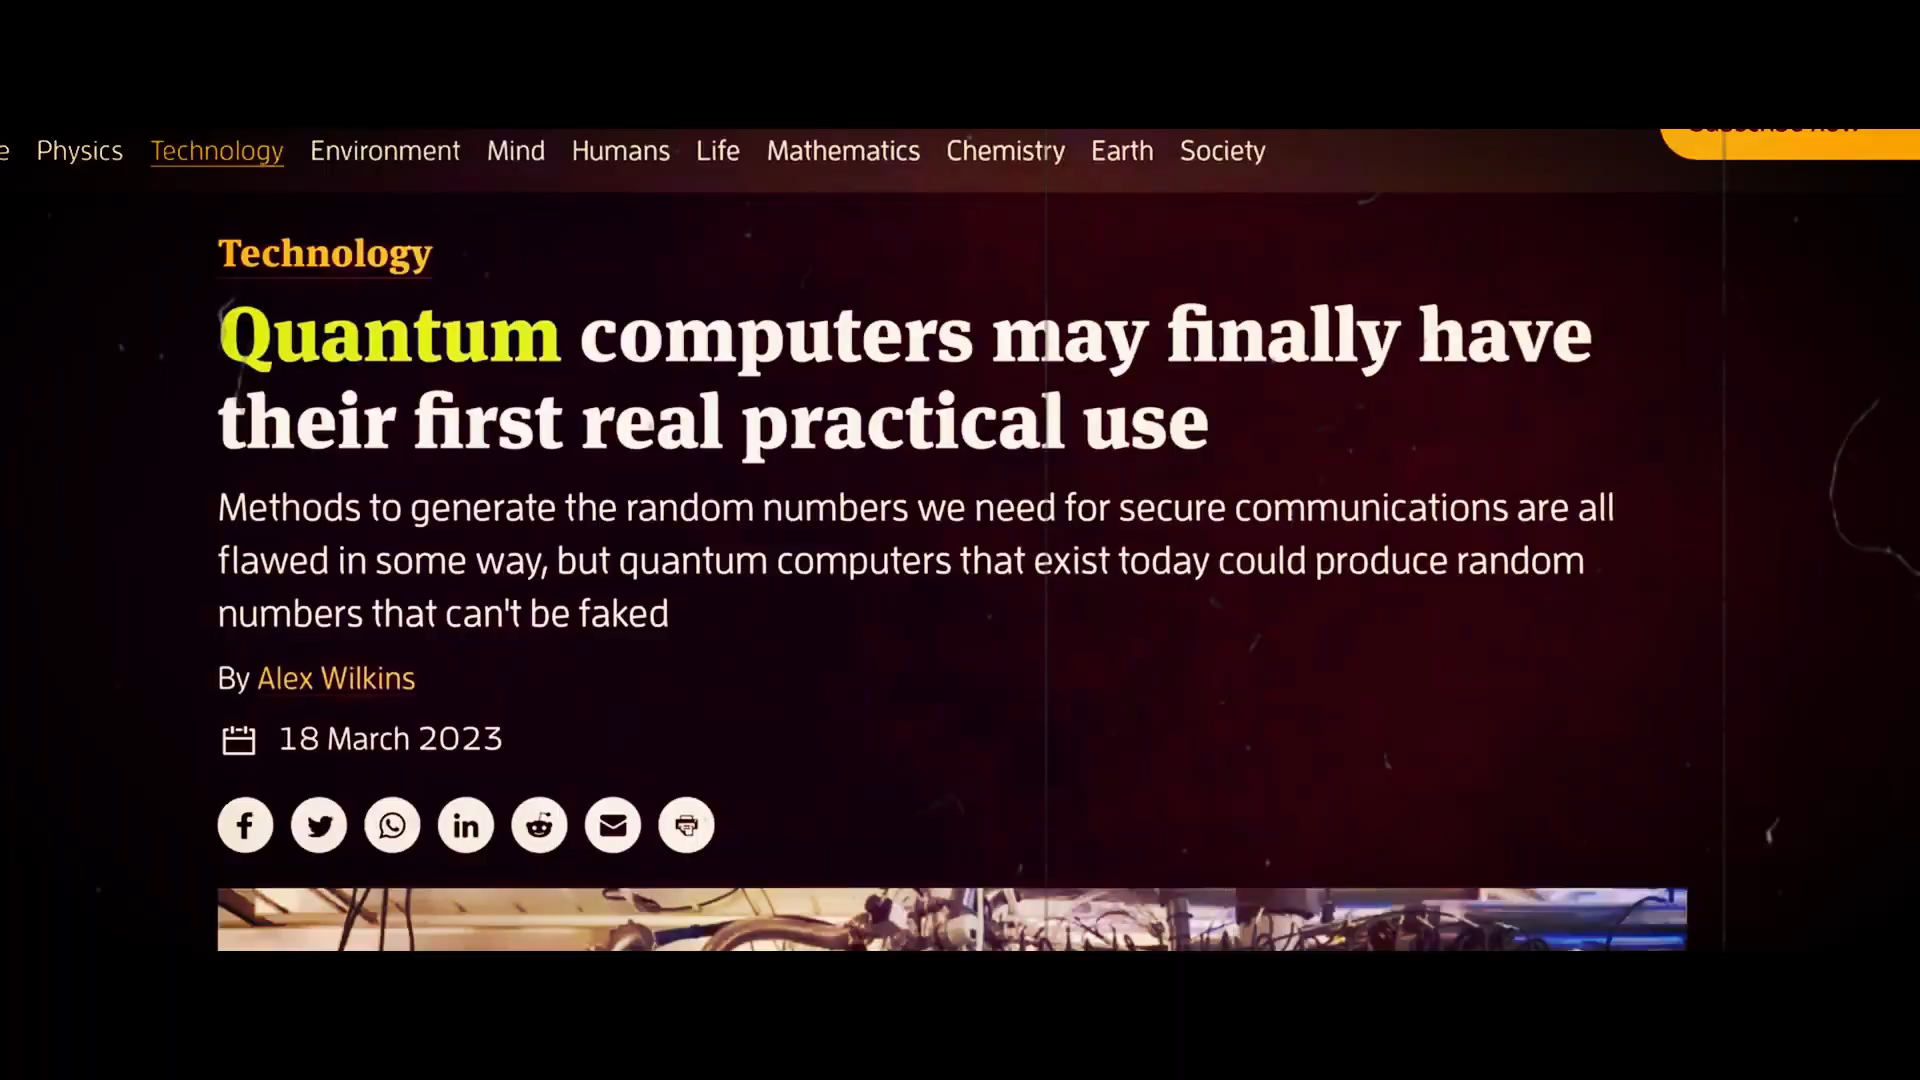 Physics Technology Environment Mind Humans Life Mathematics Chemistry Earth Society
Technology
Quantum computers may finally have
their first real practical use
Methods to generate the random numbers we need for secure communications are all
flawed in some way, but quantum computers that exist today could produce random
numbers that can't be faked
By Alex Wilkins
18 March 2023